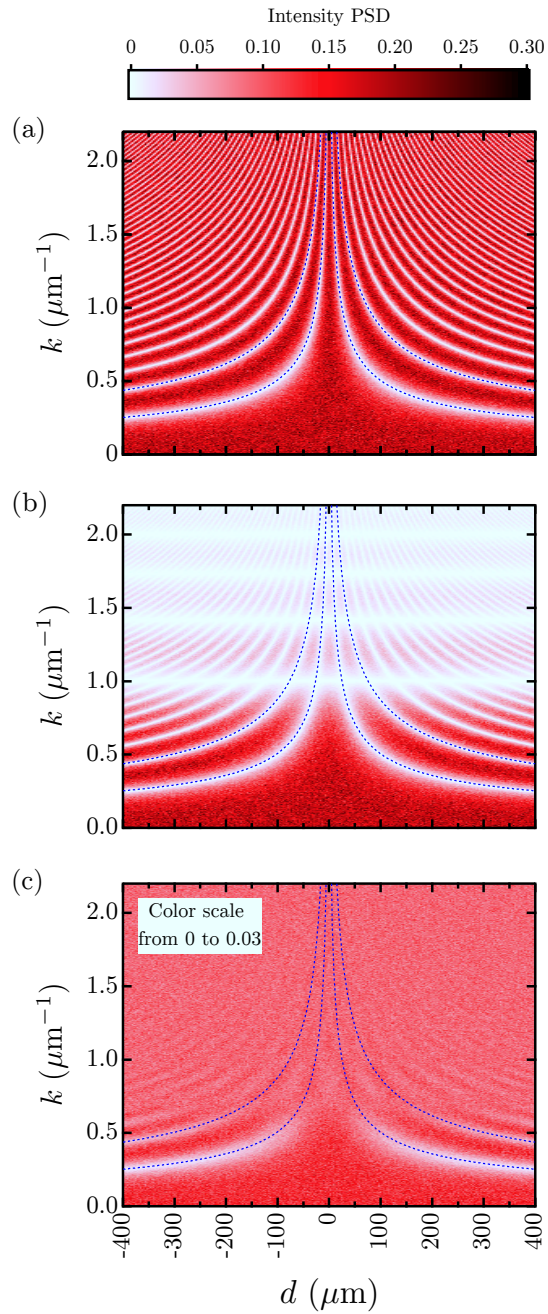 Intensity PSD
0 0.05 0.10 0.15 0.20 0.25 0.30
(a)
2.0
1.5
1.0
0.5
0
k (μm⁻¹)
(b)
2.0
1.5
1.0
0.5
0.0
k (μm⁻¹)
(c)
Color scale
from 0 to 0.03
2.0
1.5
1.0
0.5
0.0
k (μm⁻¹)
-400 -300 -200 -100 0 100 200 300 400
d (μm)